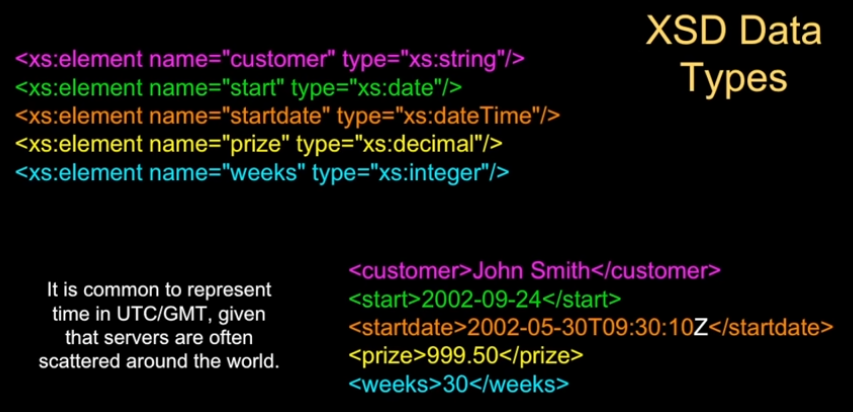 XSD Data
Types
<xs:element name="customer" type="xs:string"/>
<xs:element name="start" type="xs:date"/>
<xs:element name="startdate" type="xs:dateTime"/>
<xs:element name="prize" type="xs:decimal"/>
<xs:element name="weeks" type="xs:integer"/>
It is common to represent
time in UTC/GMT, given
that servers are often
scattered around the world.
<customer>John Smith</customer>
<start>2002-09-24</start>
<startdate>2002-05-30T09:30:10Z</startdate>
<prize>999.50</prize>
<weeks>30</weeks>